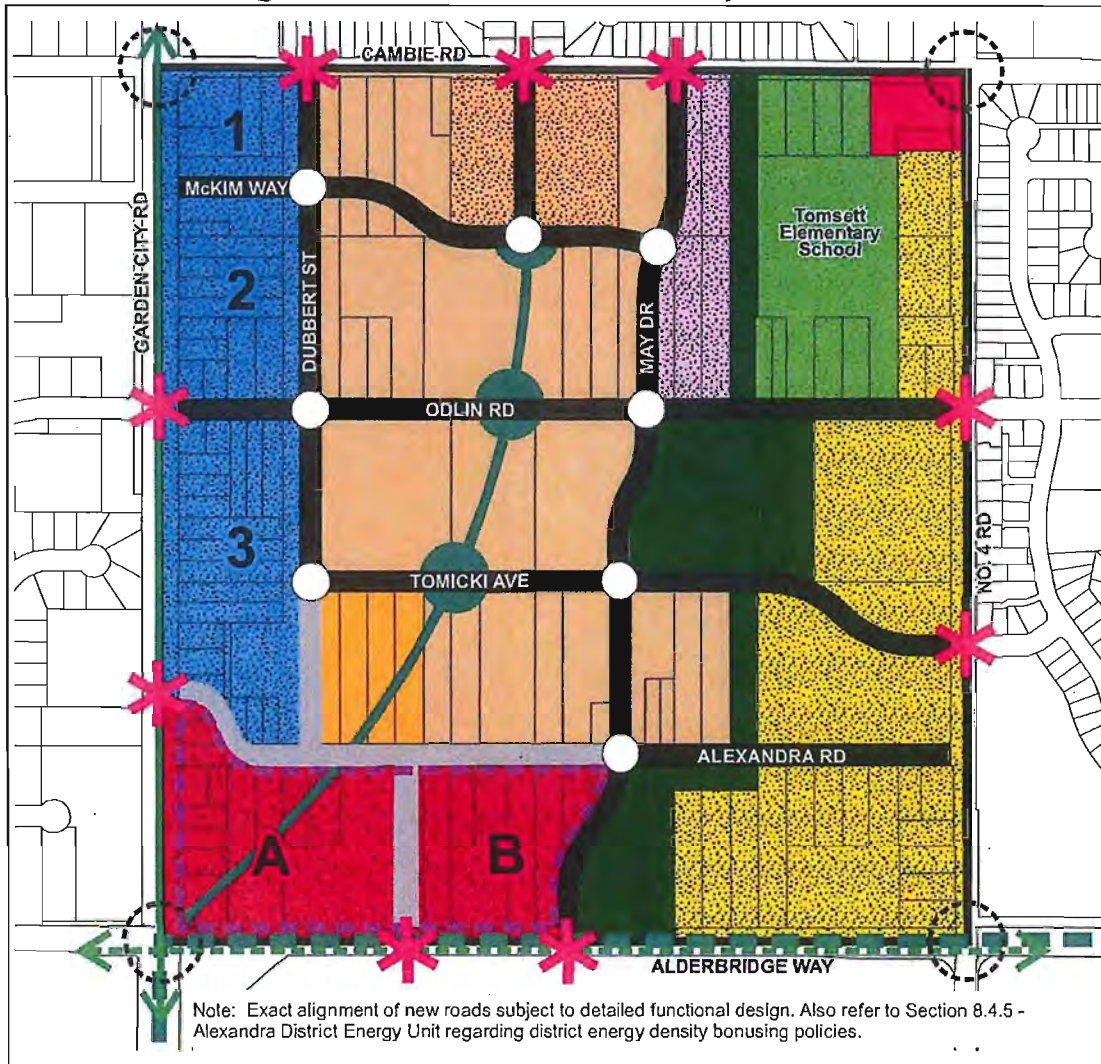 CAMBIE RD
1
McKIM WAY
GARDEN CITY RD
DUBBERT ST
2
Tomsett
Elementary
School
MAY DR
ODLIN RD
3
NO. 4 RD
TOMICKI AVE
ALEXANDRA RD
A
B
ALDERBRIDGE WAY
Note: Exact alignment of new roads subject to detailed functional design. Also refer to Section 8.4.5 -
Alexandra District Energy Unit regarding district energy density bonusing policies.